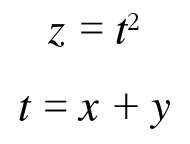 z = t²
t = x + y